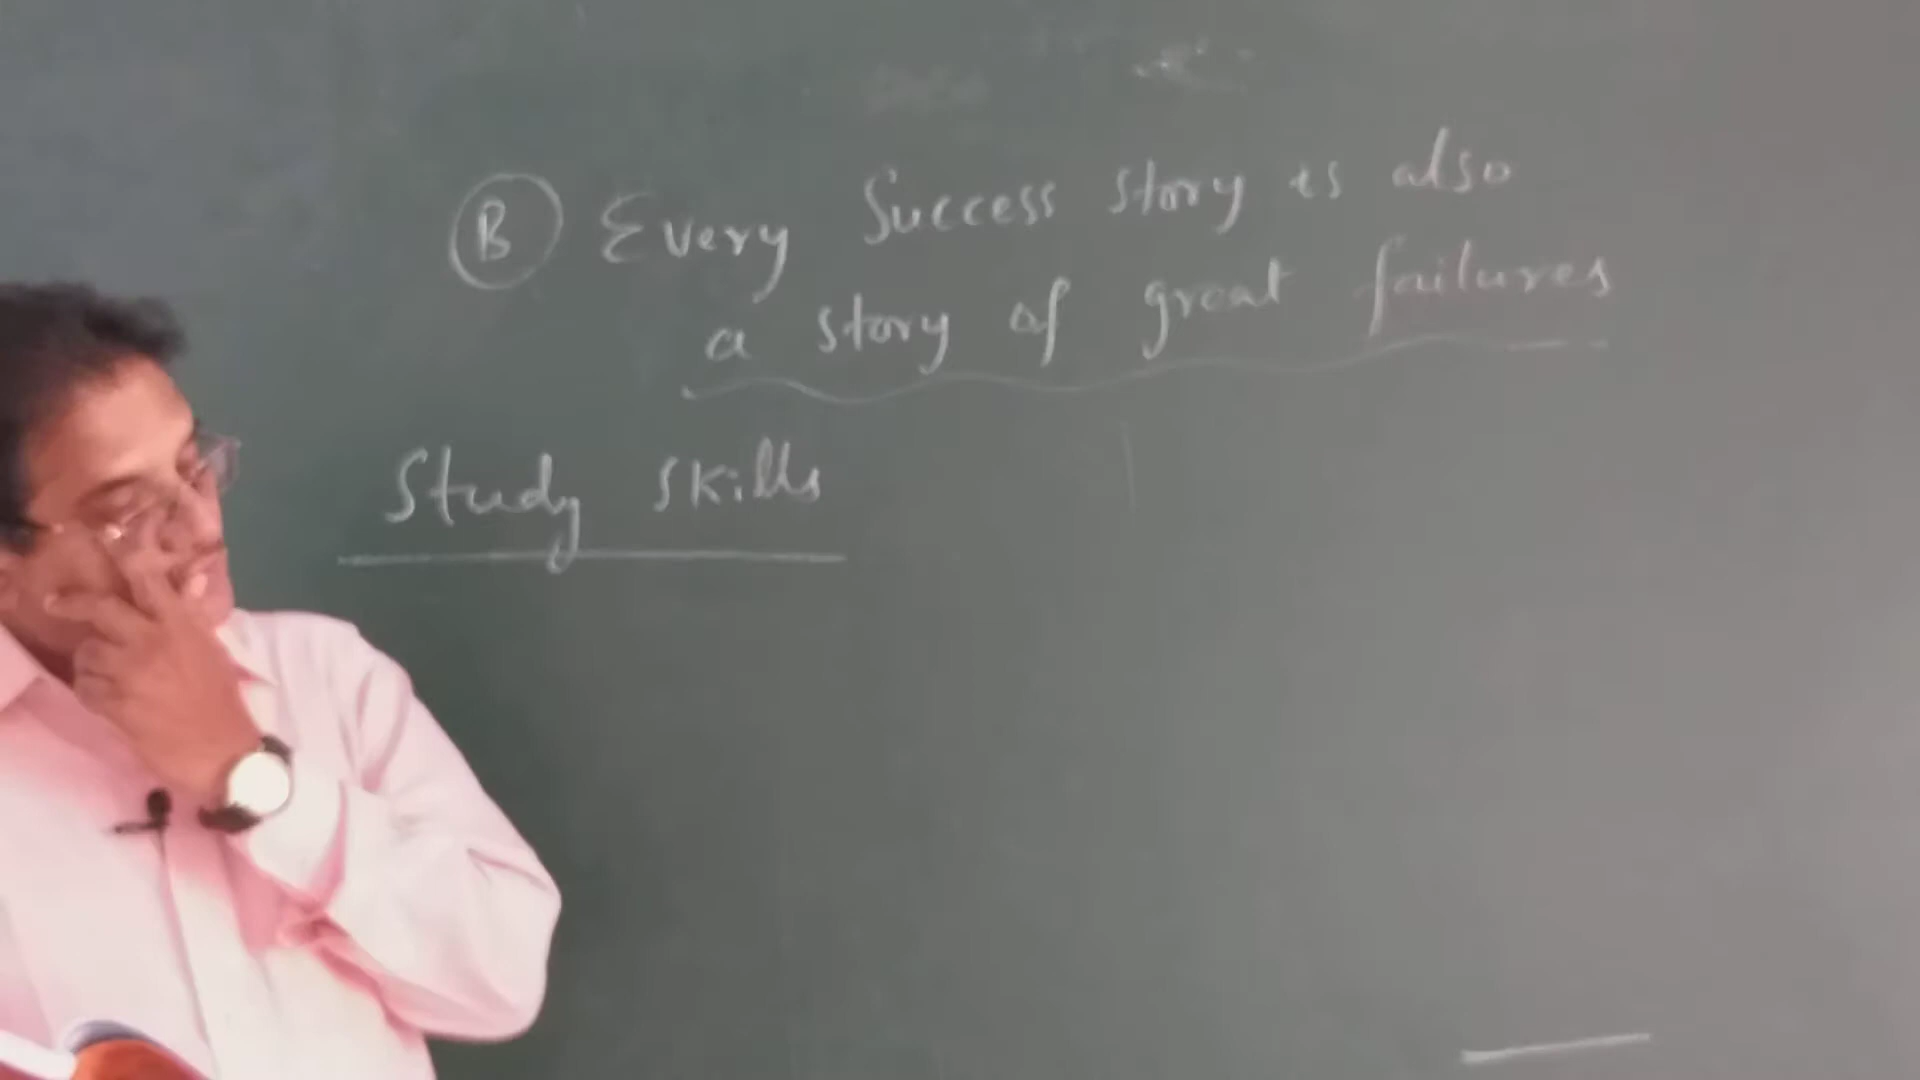 B Every Success story is also
a story of great failures
Study skills